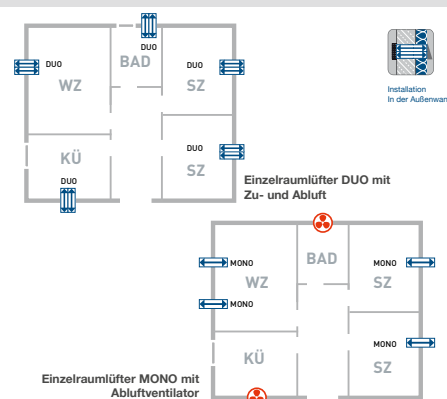 DUO
BAD
DUO
WZ
DUO
SZ
Installation
In der Außenwan
DUO
KÜ
SZ
DUO
Einzelraumlüfter DUO mit
Zu- und Abluft
BAD
MONO
WZ
MONO
SZ
MONO
MONO
KÜ
SZ
Einzelraumlüfter MONO mit
Abluftventilator